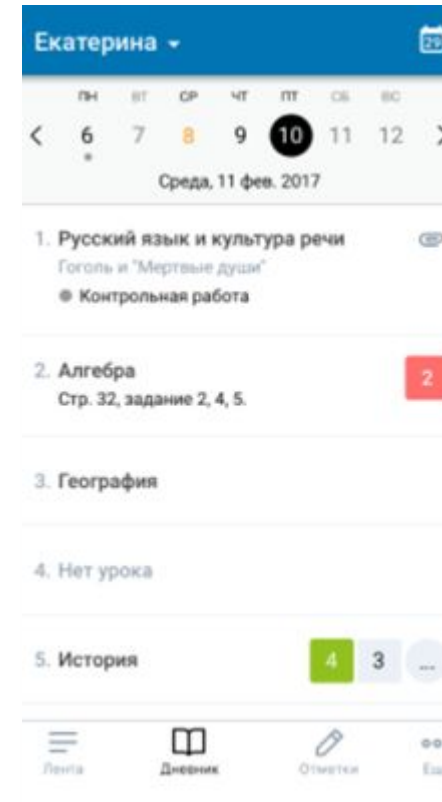 Екатерина
29
ПН ВТ СР ЧТ ПТ СБ ВС
6 7 8 9 10 11 12
Среда, 11 фев. 2017
1. Русский язык и культура речи
Гоголь и "Мертвые души"
Контрольная работа
2. Алгебра
2
Стр. 32, задание 2, 4, 5.
3. География
4. Нет урока
5. История
4 3 ...
Лента Дневник Отметки